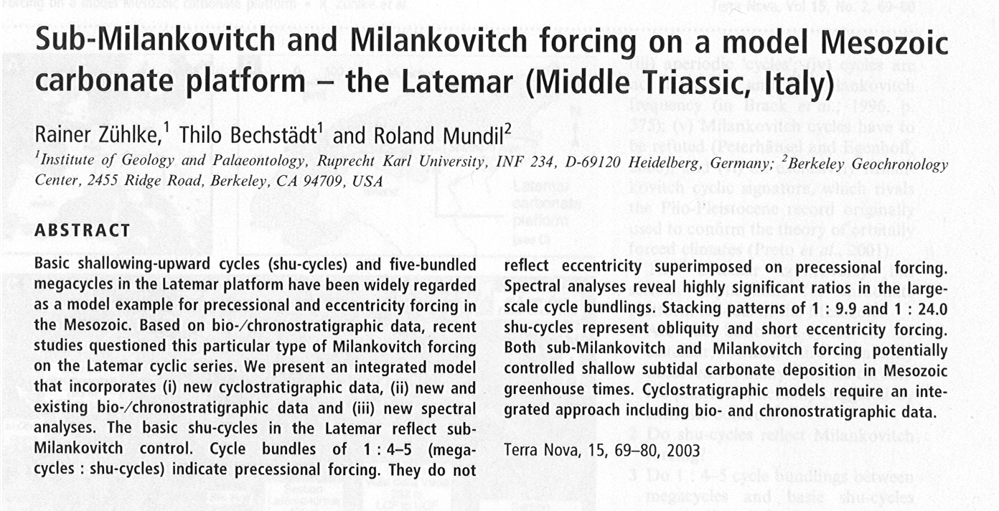 Sub-Milankovitch and Milankovitch forcing on a model Mesozoic
carbonate platform – the Latemar (Middle Triassic, Italy)
Rainer Zühlke,1 Thilo Bechstädt1 and Roland Mundil2
1Institute of Geology and Palaeontology, Ruprecht Karl University, INF 234, D-69120 Heidelberg, Germany; 2Berkeley Geochronology
Center, 2455 Ridge Road, Berkeley, CA 94709, USA
ABSTRACT
Basic shallowing-upward cycles (shu-cycles) and five-bundled
megacycles in the Latemar platform have been widely regarded
as a model example for precessional and eccentricity forcing in
the Mesozoic. Based on bio-/chronostratigraphic data, recent
studies questioned this particular type of Milankovitch forcing
on the Latemar cyclic series. We present an integrated model
that incorporates (i) new cyclostratigraphic data, (ii) new and
existing bio-/chronostratigraphic data and (iii) new spectral
analyses. The basic shu-cycles in the Latemar reflect sub-
Milankovitch control. Cycle bundles of 1 : 4–5 (mega-
cycles : shu-cycles) indicate precessional forcing. They do not
reflect eccentricity superimposed on precessional forcing.
Spectral analyses reveal highly significant ratios in the large-
scale cycle bundlings. Stacking patterns of 1 : 9.9 and 1 : 24.0
shu-cycles represent obliquity and short eccentricity forcing.
Both sub-Milankovitch and Milankovitch forcing potentially
controlled shallow subtidal carbonate deposition in Mesozoic
greenhouse times. Cyclostratigraphic models require an inte-
grated approach including bio- and chronostratigraphic data.
Terra Nova, 15, 69–80, 2003